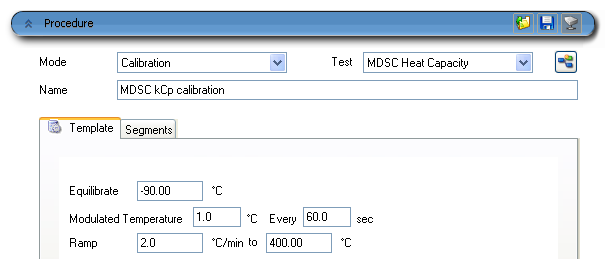 Procedure
Mode Calibration Test MDSC Heat Capacity
Name MDSC kCp calibration
Template Segments
Equilibrate -90.00 °C
Modulated Temperature 1.0 °C Every 60.0 sec
Ramp 2.0 °C/min to 400.00 °C